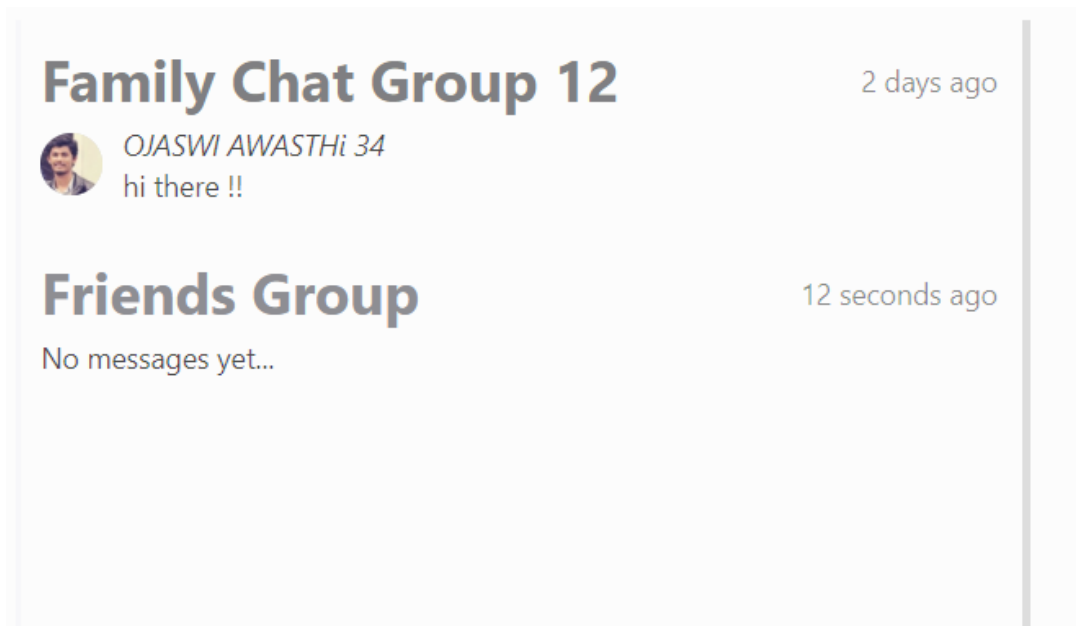 Family Chat Group 12
2 days ago
OJASWI AWASTHi 34
hi there !!
Friends Group
12 seconds ago
No messages yet...